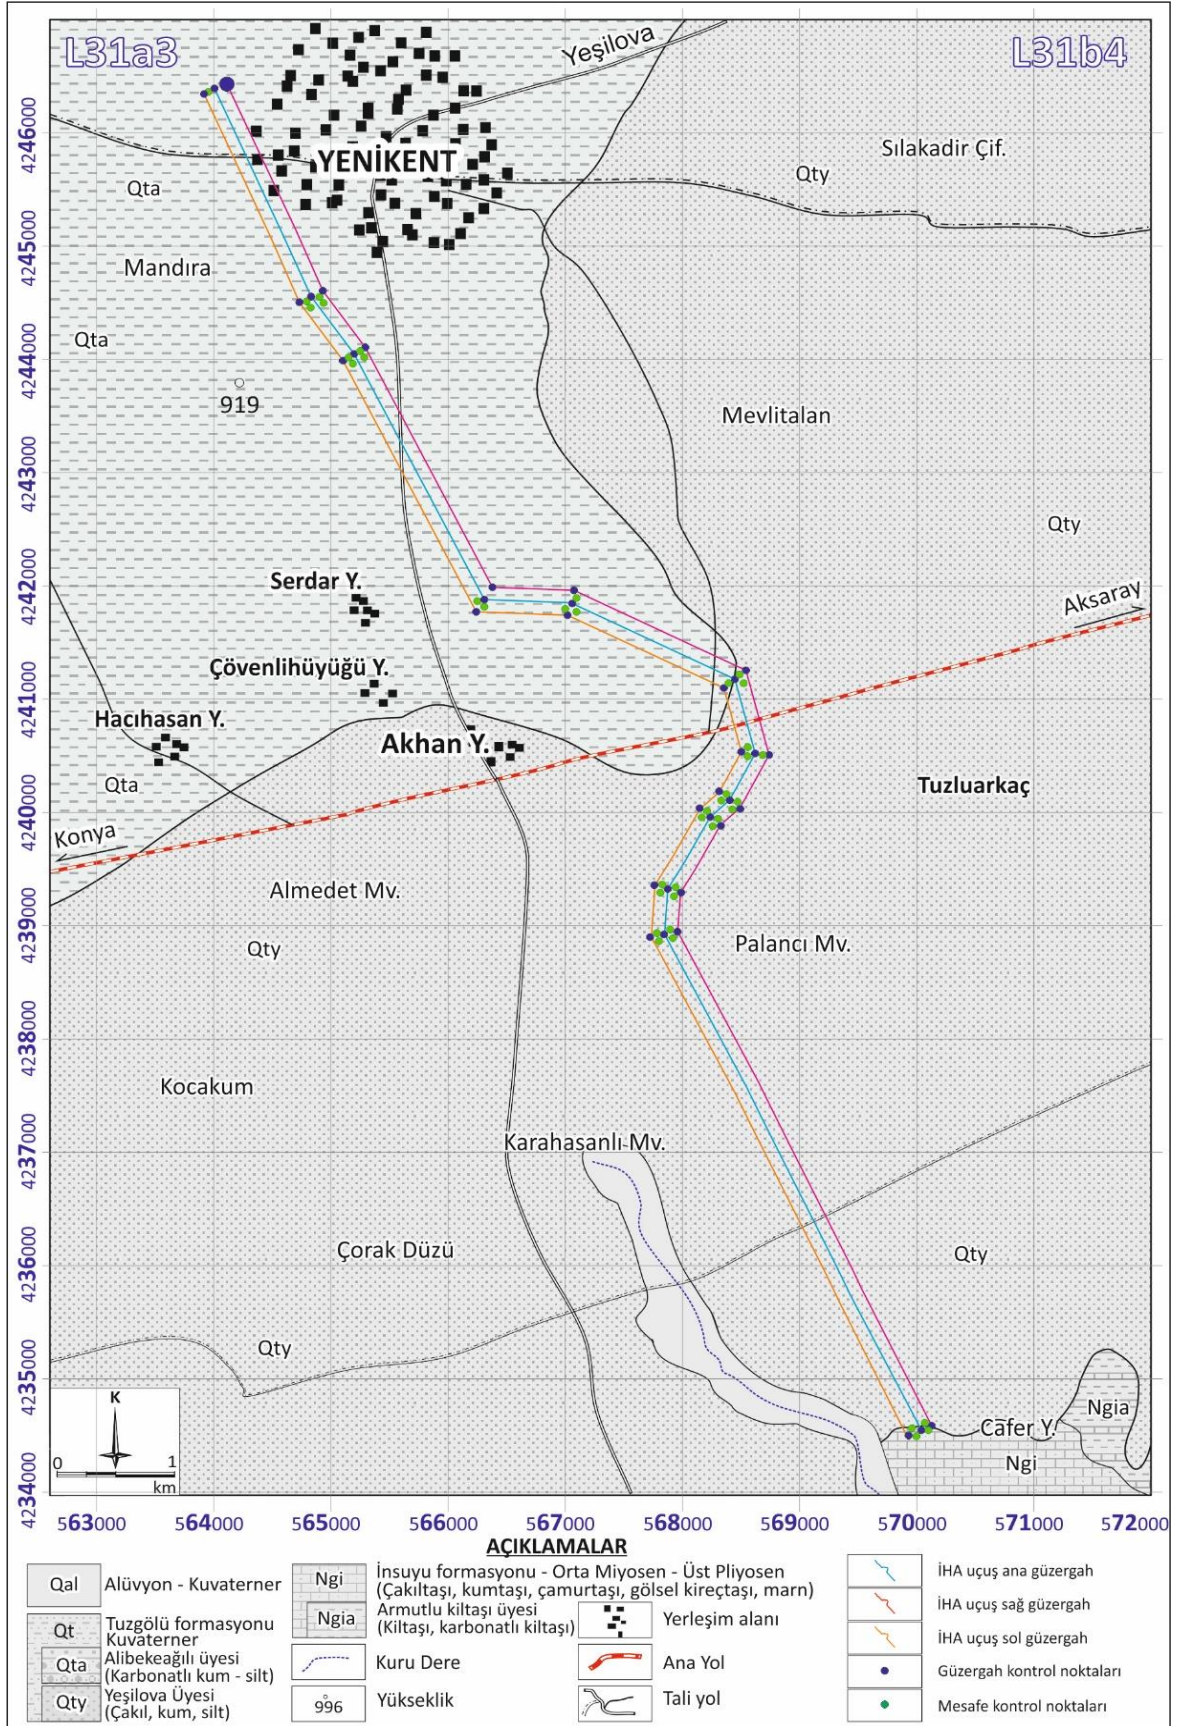 L31a3
L31b4
Yeşilova
YENİKENT
Sılakadir Çif.
Qty
Qta
Mandıra
Qta
919
Mevlitalan
Qty
Serdar Y.
Aksaray
Çövenlihüyüğü Y.
Hacıhasan Y.
Akhan Y.
Qta
Tuzluarkaç
Konya
Almedet Mv.
Qty
Palancı Mv.
Kocakum
Karahasanlı Mv.
Çorak Düzü
Qty
Qty
Cafer Y.
Ngia
Ngi
K
0 1
km
4246000
4245000
4244000
4243000
4242000
4241000
4240000
4239000
4238000
4237000
4236000
4235000
4234000
563000 564000 565000 566000 567000 568000 569000 570000 571000 572000
AÇIKLAMALAR
Qal Alüvyon - Kuvaterner
Qt Tuzgölü formasyonu
Kuvaterner
Qta Alibekeağılı üyesi
(Karbonatlı kum - silt)
Qty Yeşilova Üyesi
(Çakıl, kum, silt)
Ngi İnsuyu formasyonu - Orta Miyosen - Üst Pliyosen
(Çakıltaşı, kumtaşı, çamurtaşı, gölsel kireçtaşı, marn)
Ngia Armutlu kiltaşı üyesi
(Kiltaşı, karbonatlı kiltaşı)
Kuru Dere
996 Yükseklik
Yerleşim alanı
Ana Yol
Tali yol
İHA uçuş ana güzergah
İHA uçuş sağ güzergah
İHA uçuş sol güzergah
Güzergah kontrol noktaları
Mesafe kontrol noktaları